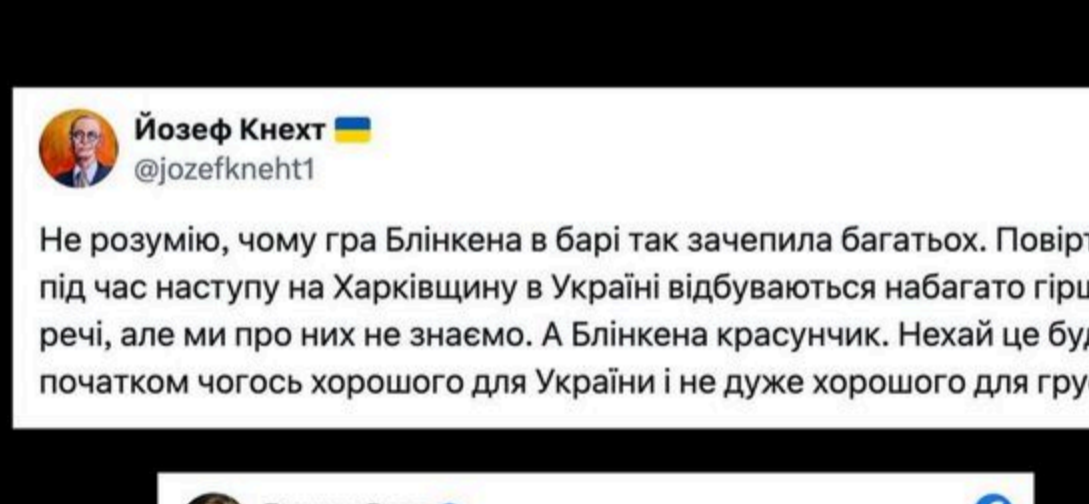 Йозеф Кнехт
@jozefkneht1
Не розумію, чому гра Блінкена в барі так зачепила багатьох.
під час наступу на Харківщину в Україні відбуваються набагато
речі, але ми про них не знаємо. А Блінкена красунчик. Нехай це
початком чогось хорошого для України і не дуже хорошого для